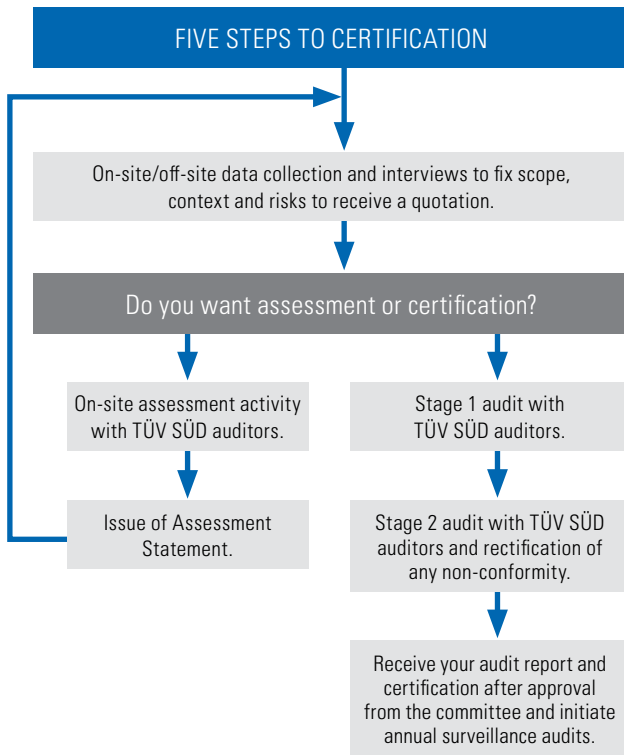 FIVE STEPS TO CERTIFICATION
On-site/off-site data collection and interviews to fix scope,
context and risks to receive a quotation.
Do you want assessment or certification?
On-site assessment activity
with TÜV SÜD auditors.
Issue of Assessment
Statement.
Stage 1 audit with
TÜV SÜD auditors.
Stage 2 audit with TÜV SÜD
auditors and rectification of
any non-conformity.
Receive your audit report and
certification after approval
from the committee and initiate
annual surveillance audits.